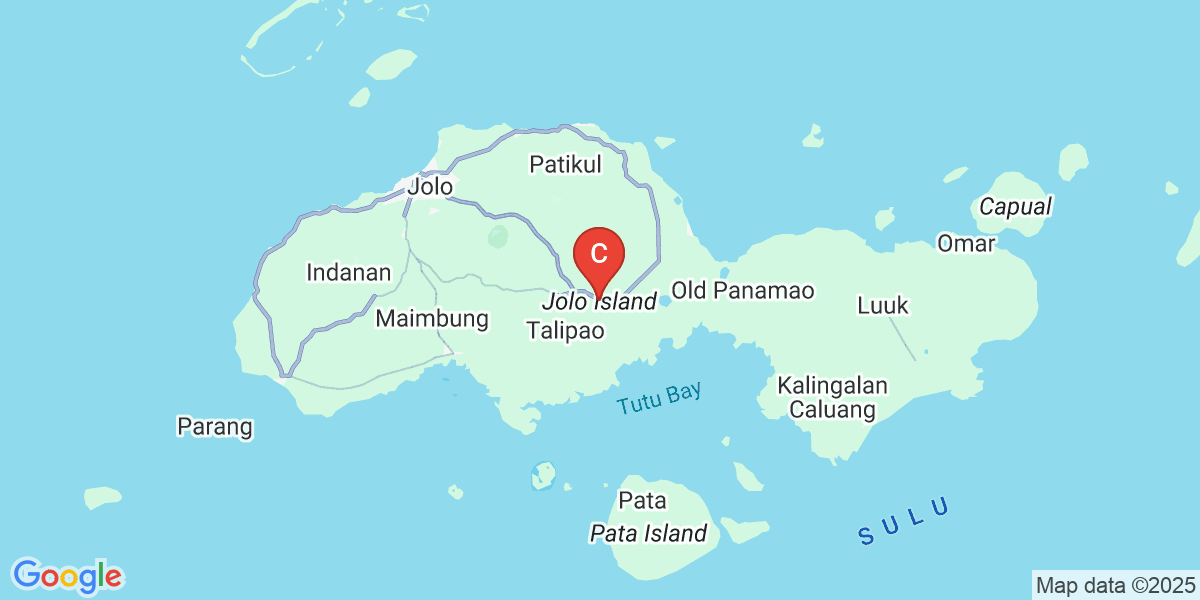 Patikul
Jolo
Capual
Omar
C
Indanan
Old Panamao
Jolo Island
Luuk
Maimbung
Talipao
Kalingalan
Caluang
Tutu Bay
Parang
Pata
Pata Island
SULU
Google
Map data ©2025